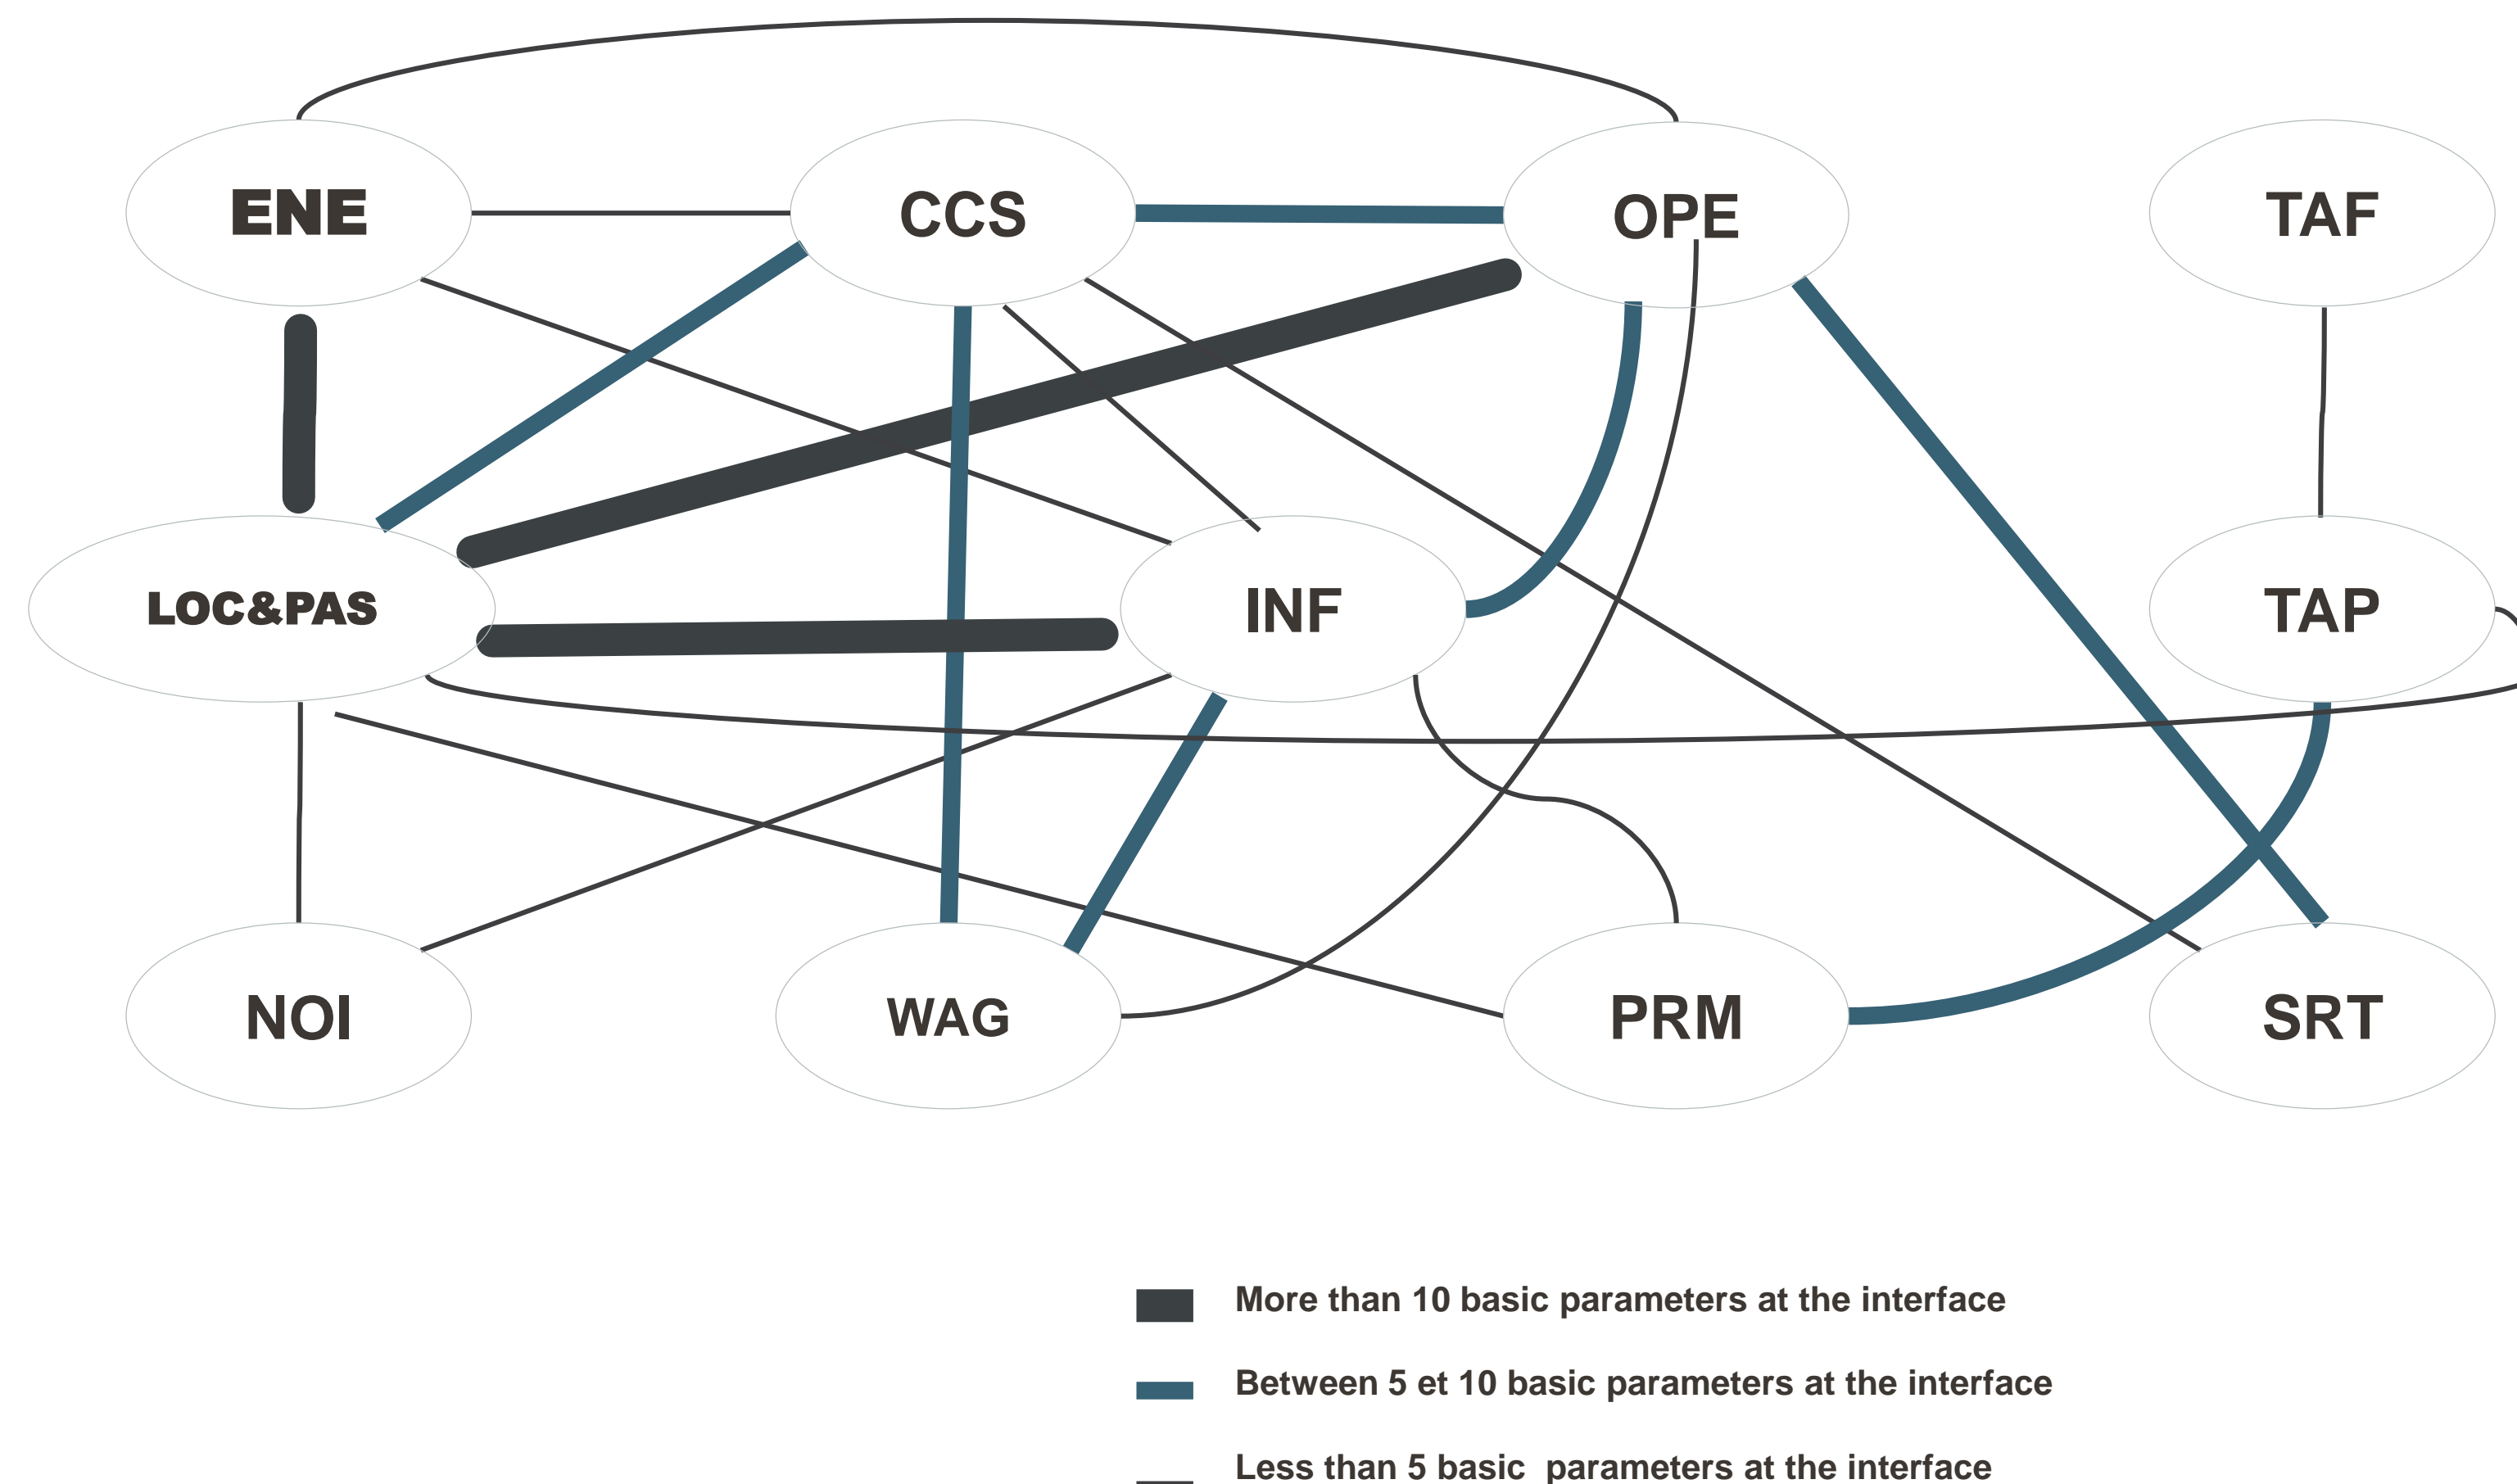 ENE
CCS
OPE
TAF
LOC&PAS
INF
TAP
NOI
WAG
PRM
SRT
More than 10 basic parameters at the interface
Between 5 et 10 basic parameters at the interface
Less than 5 basic  parameters at the interface